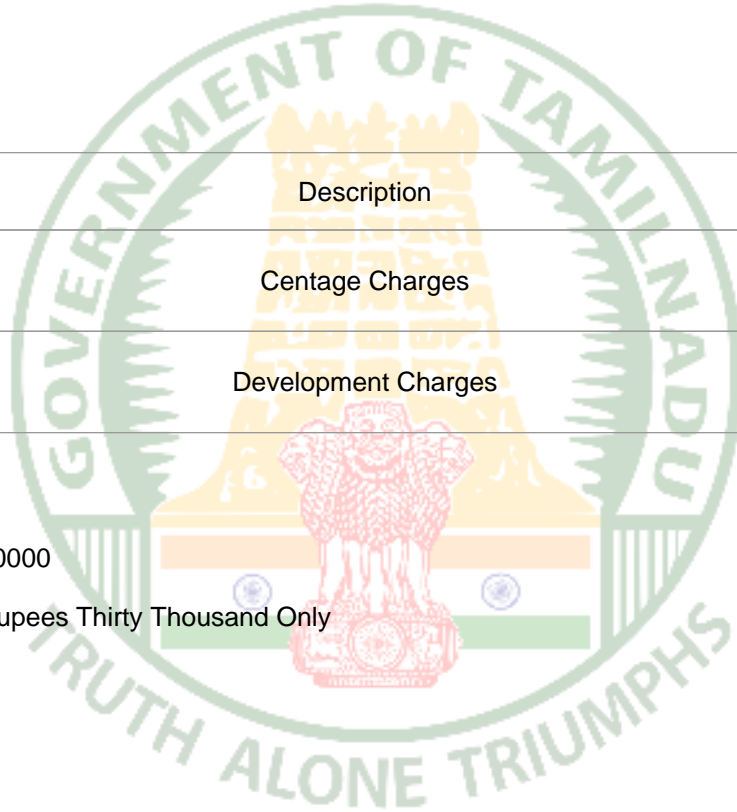 GOVERNMENT OF TAMILNADU
Description
Centage Charges
Development Charges
0000
upees Thirty Thousand Only
TRUTH ALONE TRIUMPHS